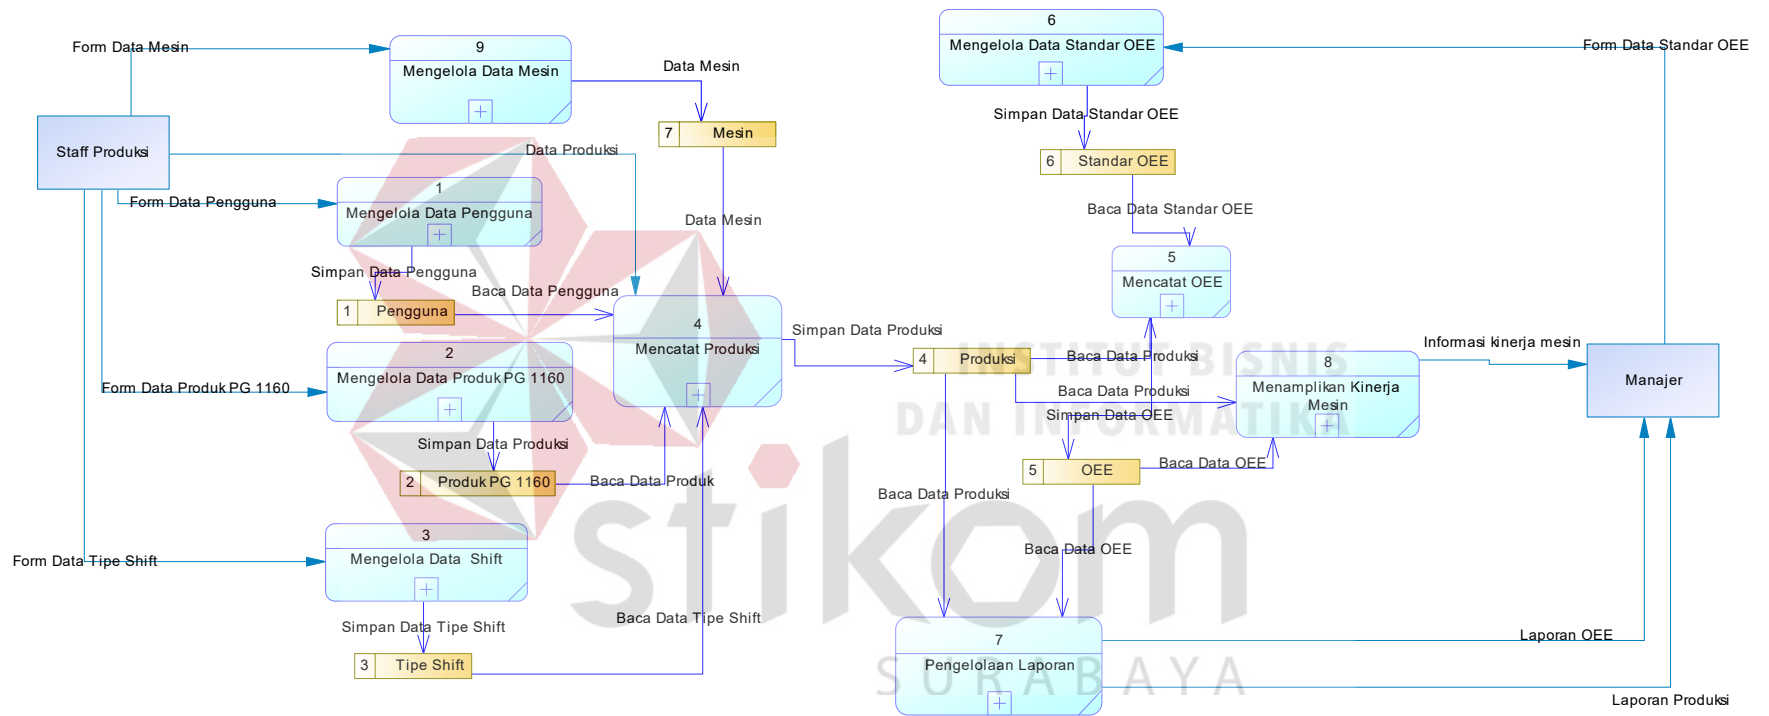 6
Form Data Mesin
9
Mengelola Data Standar OEE
Form Data Standar OEE
Mengelola Data Mesin
Data Mesin
Simpan Data Standar OEE
7
Mesin
Staff Produksi
Data Produksi
6
Standar OEE
1
Form Data Pengguna
Mengelola Data Pengguna
Data Mesin
Baca Data Standar OEE
5
Mencatat OEE
Simpan Data Pengguna
Baca Data Pengguna
1
Pengguna
4
Mencatat Produksi
Simpan Data Produksi
2
Mengelola Data Produk PG 1160
Form Data Produk PG 1160
4
Produksi
Baca Data Produksi
Informasi kinerja mesin
INSTITUT BISNIS
DAN INFORMATIKA
8
Menamplikan Kinerja
Mesin
Manajer
Baca Data Produksi
Simpan Data OEE
Simpan Data Produksi
5
OEE
Baca Data OEE
2
Produk PG 1160
Baca Data Produk
Baca Data Produksi
stikom
3
Mengelola Data Shift
Form Data Tipe Shift
Baca Data OEE
Simpan Data Tipe Shift
Baca Data Tipe Shift
3
Tipe Shift
7
Pengelolaan Laporan
Laporan OEE
SURABAYA
Laporan Produksi